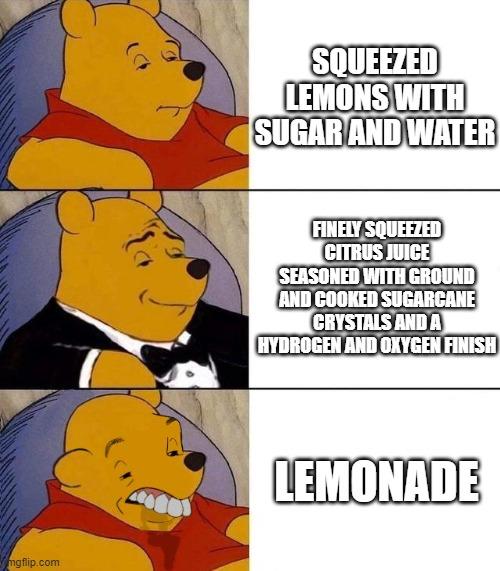 SQUEEZED
LEMONS WITH
SUGAR AND WATER
FINELY SQUEEZED
CITRUS JUICE
SEASONED WITH GROUND
AND COOKED SUGARCANE
CRYSTALS AND A
HYDROGEN AND OXYGEN FINISH
LEMONADE
imgflip.com